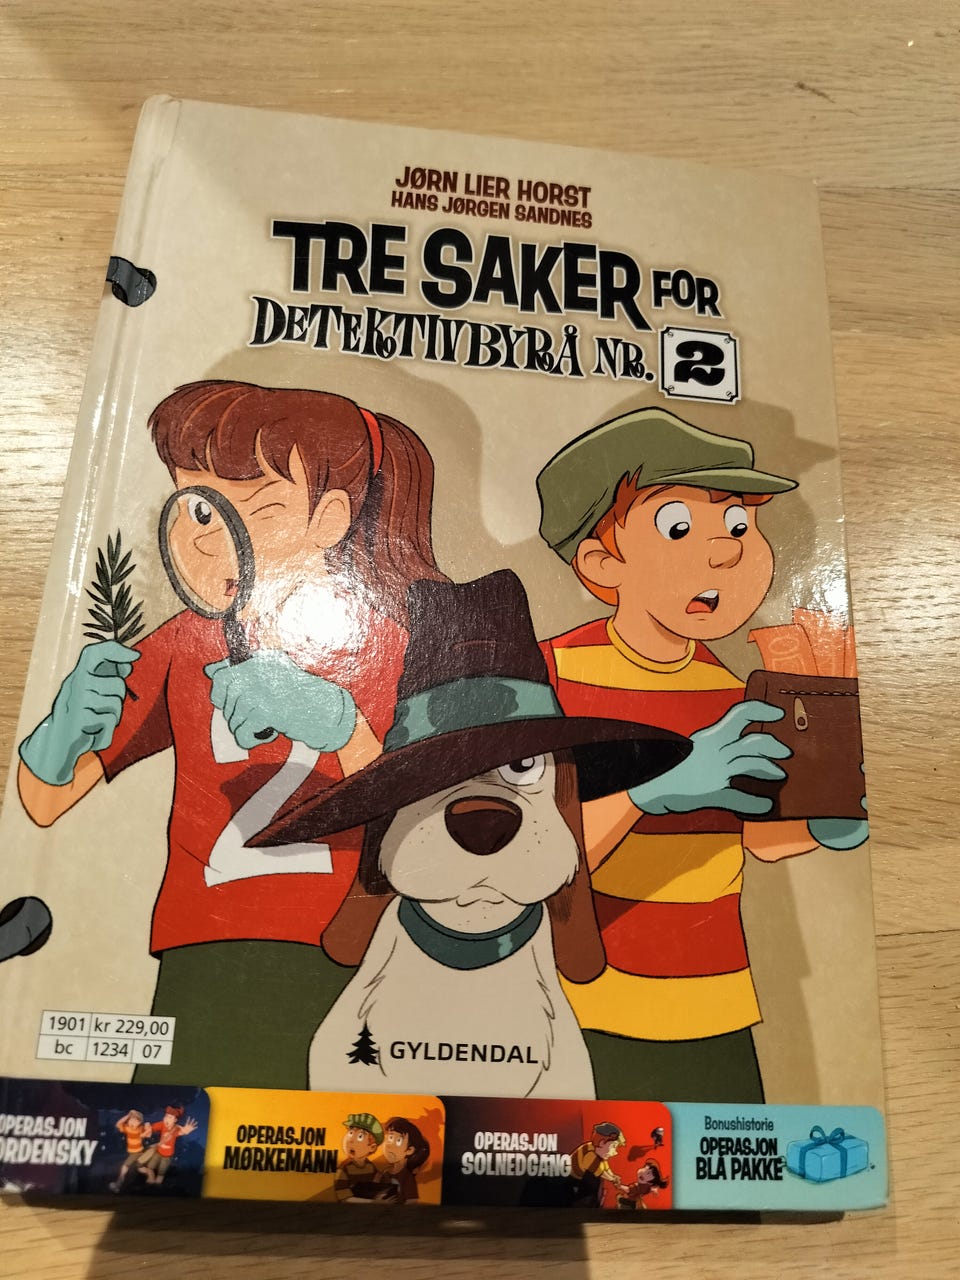 JØRN LIER HORST
HANS JØRGEN SANDNES
TRE SAKER FOR
DETEKTIVBYRÅ NR. 2
2
1901 kr 229,00
bc 1234 07
GYLDENDAL
OPERASJON
ORDENSKY
OPERASJON
MØRKEMANN
OPERASJON
SOLNEDGANG
Bonushistorie
OPERASJON
BLÅ PAKKE